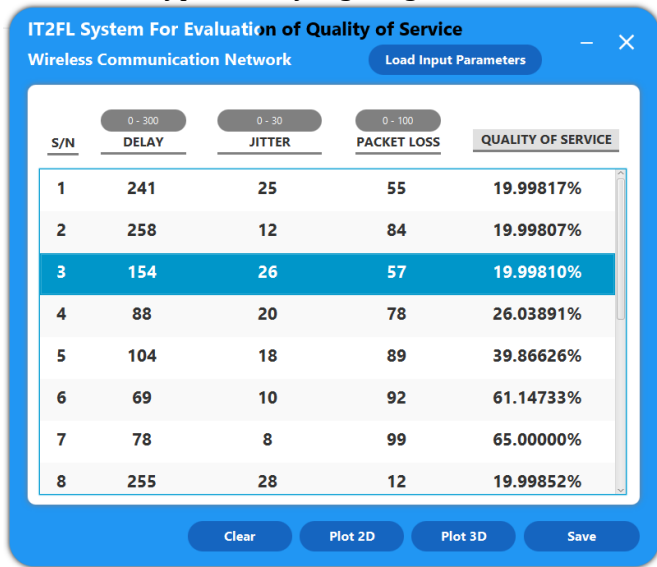 IT2FL System For Evaluation of Quality of Service
Wireless Communication Network
Load Input Parameters
0 - 300 0 - 30 0 - 100
S/N DELAY JITTER PACKET LOSS QUALITY OF SERVICE
1 241 25 55 19.99817%
2 258 12 84 19.99807%
3 154 26 57 19.99810%
4 88 20 78 26.03891%
5 104 18 89 39.86626%
6 69 10 92 61.14733%
7 78 8 99 65.00000%
8 255 28 12 19.99852%
Clear Plot 2D Plot 3D Save